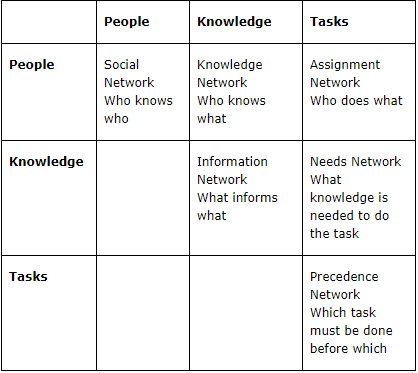 People Knowledge Tasks
People
Social
Network
Who knows
who
Knowledge
Network
Who knows
what
Assignment
Network
Who does what
Knowledge
Information
Network
What informs
what
Needs Network
What
knowledge is
needed to do
the task
Tasks
Precedence
Network
Which task
must be done
before which